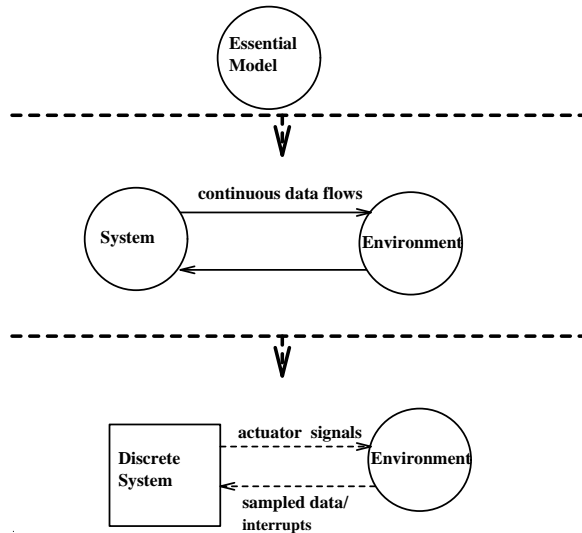 Essential
Model
continuous data flows
System
Environment
actuator signals
Discrete
System
Environment
sampled data/
interrupts